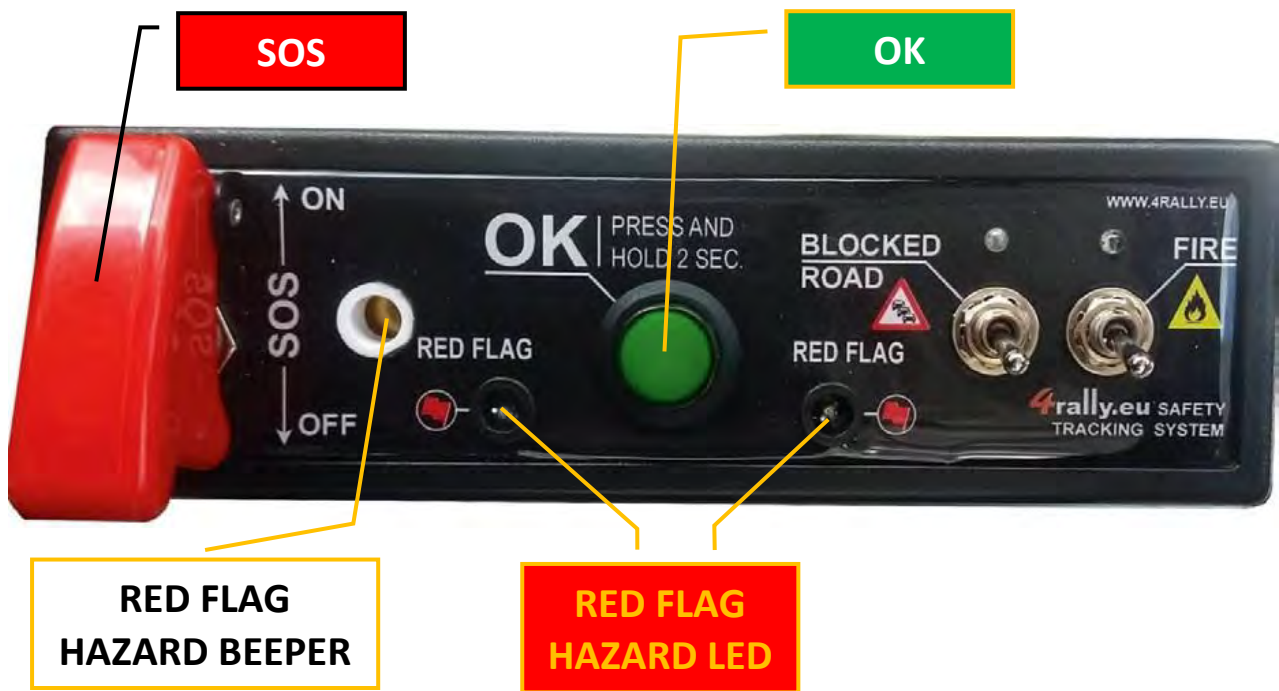 SOS
OK
ON
SOS
OFF
SOS
OK
PRESS AND
HOLD 2 SEC.
WWW.4RALLY.EU
BLOCKED
ROAD
FIRE
RED FLAG
RED FLAG
4rally.eu SAFETY
TRACKING SYSTEM
RED FLAG
HAZARD BEEPER
RED FLAG
HAZARD LED